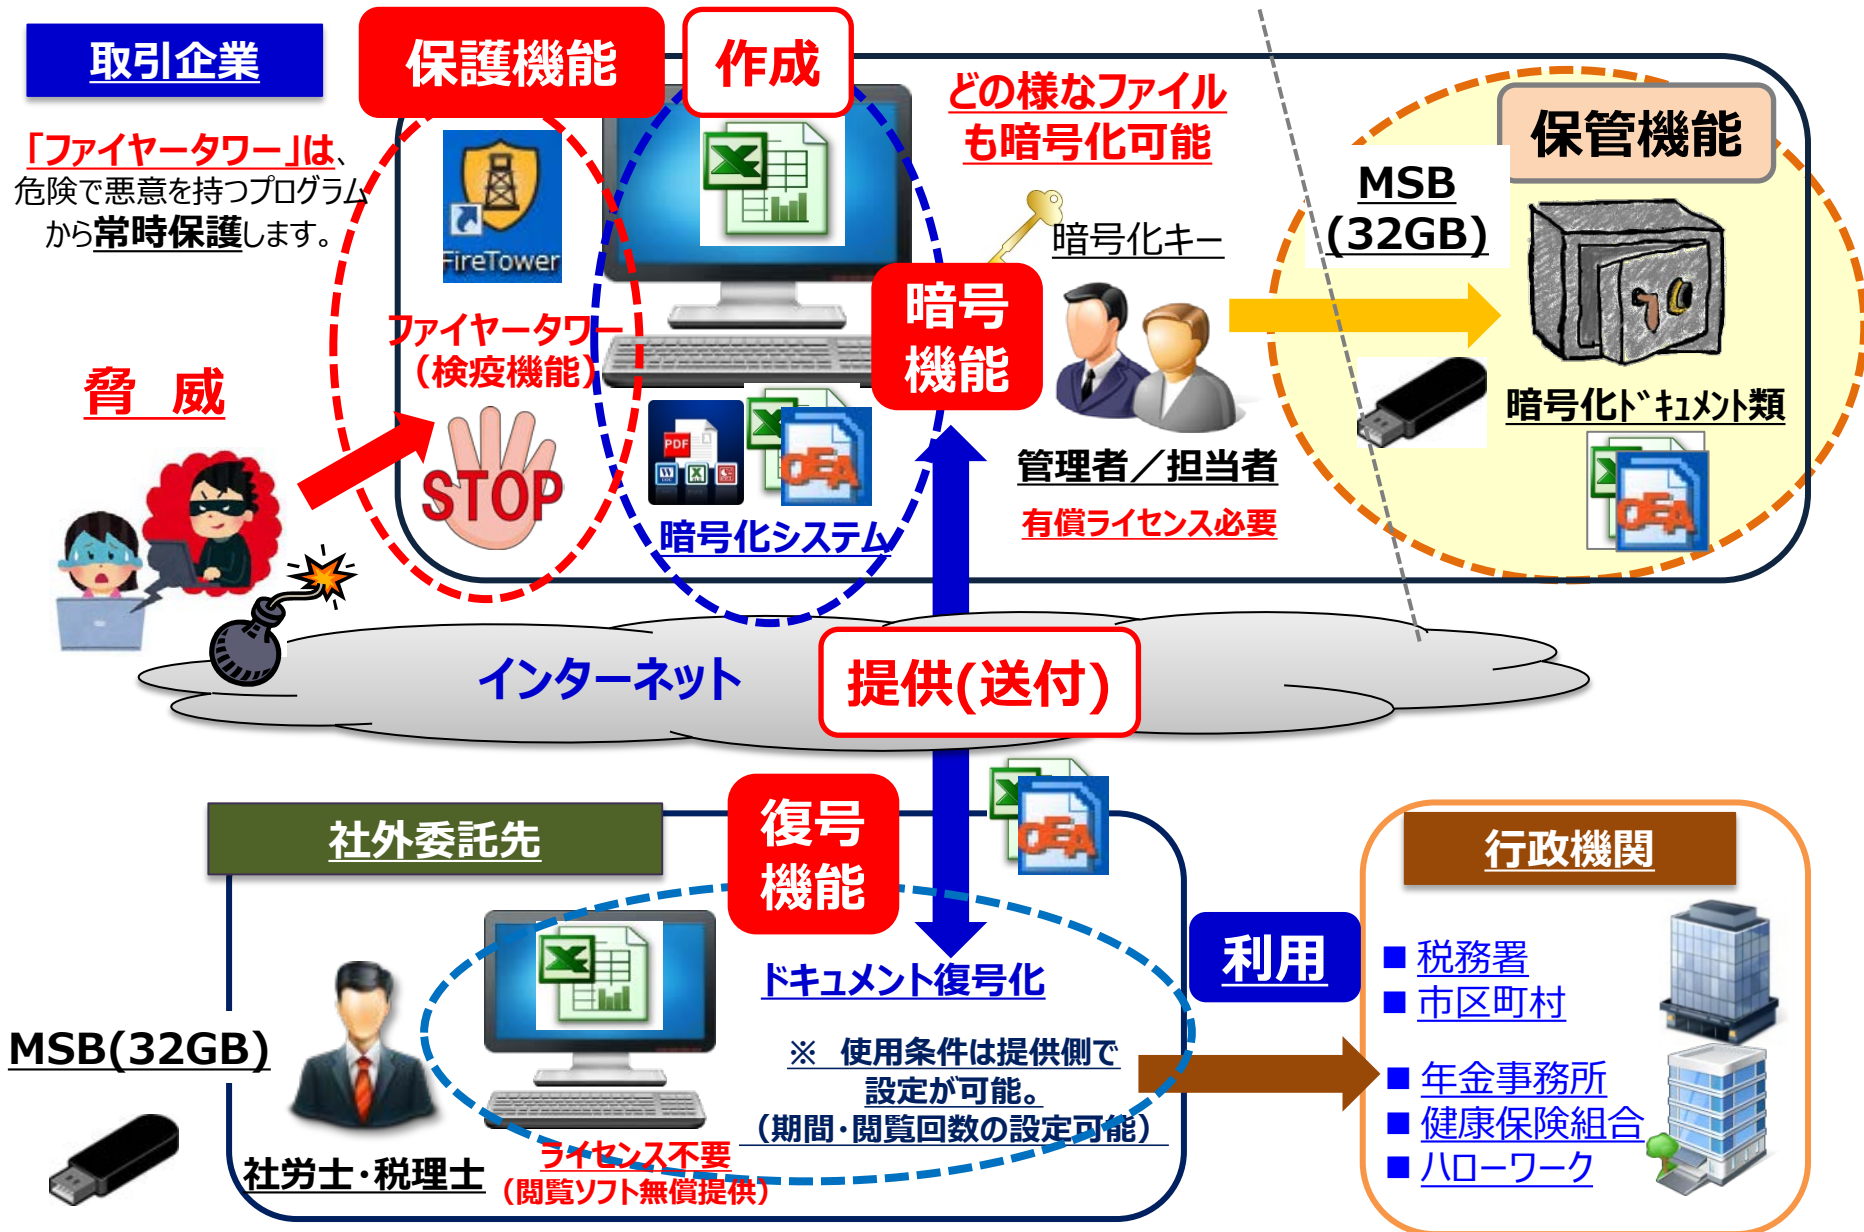 取引企業
保護機能
作成
「ファイヤータワー」は、
危険で悪意を持つプログラム
から常時保護します。
FireTower
ファイヤータワー
（検疫機能）
STOP
脅 威
どの様なファイル
も暗号化可能
暗号化キー
暗号
機能
PDF
OEA
暗号化システム
管理者／担当者
有償ライセンス必要
MSB
(32GB)
保管機能
暗号化ドキュメント類
OEA
インターネット
提供(送付)
社外委託先
復号
機能
OEA
ドキュメント復号化
※ 使用条件は提供側で
設定が可能。
（期間・閲覧回数の設定可能）
MSB(32GB)
社労士・税理士
ライセンス不要
（閲覧ソフト無償提供）
利用
行政機関
■ 税務署
■ 市区町村
■ 年金事務所
■ 健康保険組合
■ ハローワーク